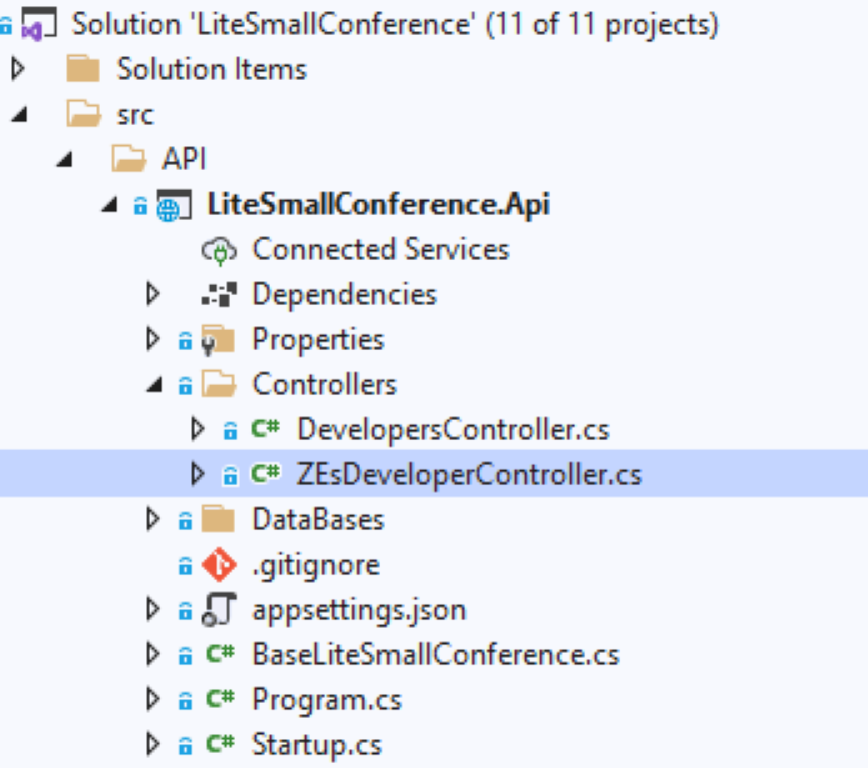 Solution 'LiteSmallConference' (11 of 11 projects)
Solution Items
src
API
LiteSmallConference.Api
Connected Services
Dependencies
Properties
Controllers
C# DevelopersController.cs
C# ZEsDeveloperController.cs
DataBases
.gitignore
appsettings.json
C# BaseLiteSmallConference.cs
C# Program.cs
C# Startup.cs